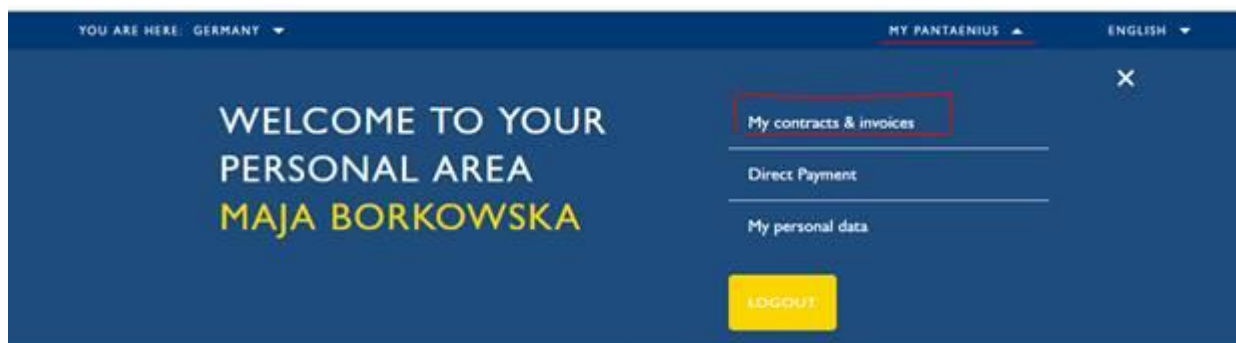 YOU ARE HERE: GERMANY
MY PANTAENIUS
ENGLISH
WELCOME TO YOUR
PERSONAL AREA
MAJA BORKOWSKA
My contracts & invoices
Direct Payment
My personal data
LOGOUT